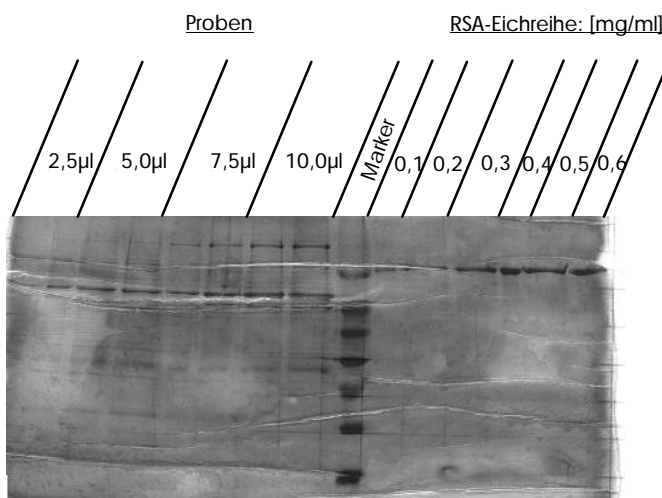 Proben
RSA-Eichreihe: [mg/ml]
2,5µl 5,0µl 7,5µl 10,0µl Marker 0,1 0,2 0,3 0,4 0,5 0,6